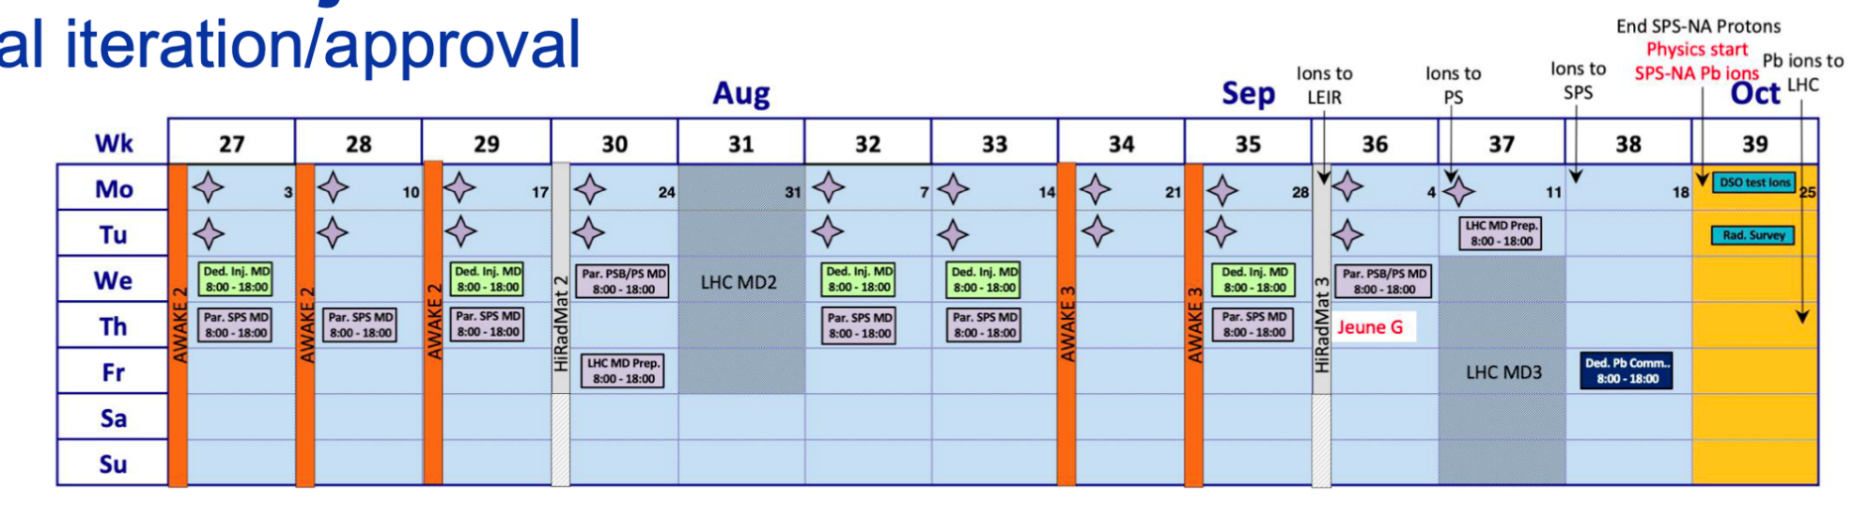 al iteration/approval
End SPS-NA Protons
Physics start
SPS-NA Pb ions
Pb ions to
LHC
Ions to
LEIR
Ions to
PS
Ions to
SPS
Aug
Sep
Oct
Wk 27 28 29 30 31 32 33 34 35 36 37 38 39
Mo 3 10 17 24 31 7 14 21 28 4 11 18 DSO test Ions 25
Tu LHC MD Prep. Rad. Survey
8:00 - 18:00
We Ded. Inj. MD Ded. Inj. MD Par. PSB/PS MD LHC MD2 Ded. Inj. MD Ded. Inj. MD Ded. Inj. MD Par. PSB/PS MD
8:00 - 18:00 8:00 - 18:00 8:00 - 18:00 8:00 - 18:00 8:00 - 18:00 8:00 - 18:00 8:00 - 18:00
Th Par. SPS MD Par. SPS MD Par. SPS MD Par. SPS MD Par. SPS MD Par. SPS MD Jeune G
8:00 - 18:00 8:00 - 18:00 8:00 - 18:00 8:00 - 18:00 8:00 - 18:00 8:00 - 18:00
Fr LHC MD Prep. LHC MD3 Ded. Pb Comm..
8:00 - 18:00 8:00 - 18:00
Sa
Su
AWAKE 2
AWAKE 2
AWAKE 2
HiRadMat 2
AWAKE 3
AWAKE 3
HiRadMat 3